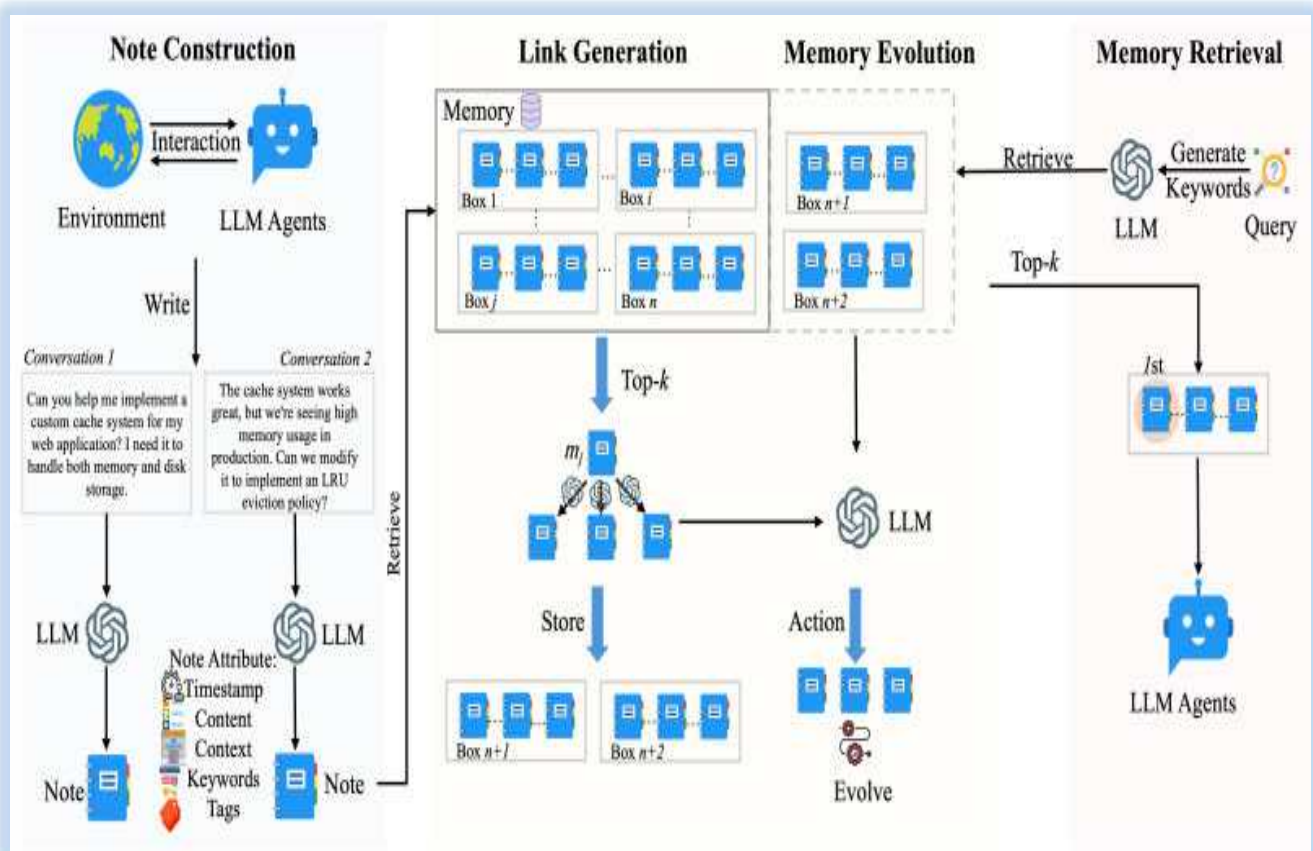 Note Construction
Interaction
Environment
LLM Agents
Write
Conversation 1
Can you help me implement a
custom cache system for my
web application? I need it to
handle both memory and disk
storage.
Conversation 2
The cache system works
great, but we're seeing high
memory usage in
production. Can we modify
it to implement an LRU
eviction policy?
LLM
LLM
Note Attribute:
Timestamp
Content
Context
Keywords
Tags
Note
Note
Retrieve
Link Generation
Memory
Box 1
Box i
Box j
Box n
Top-k
mj
Store
Box n+1
Box n+2
Memory Evolution
Box n+1
Box n+2
LLM
Action
Evolve
Memory Retrieval
Retrieve
LLM
Generate
Keywords
?
Query
Top-k
1st
LLM Agents